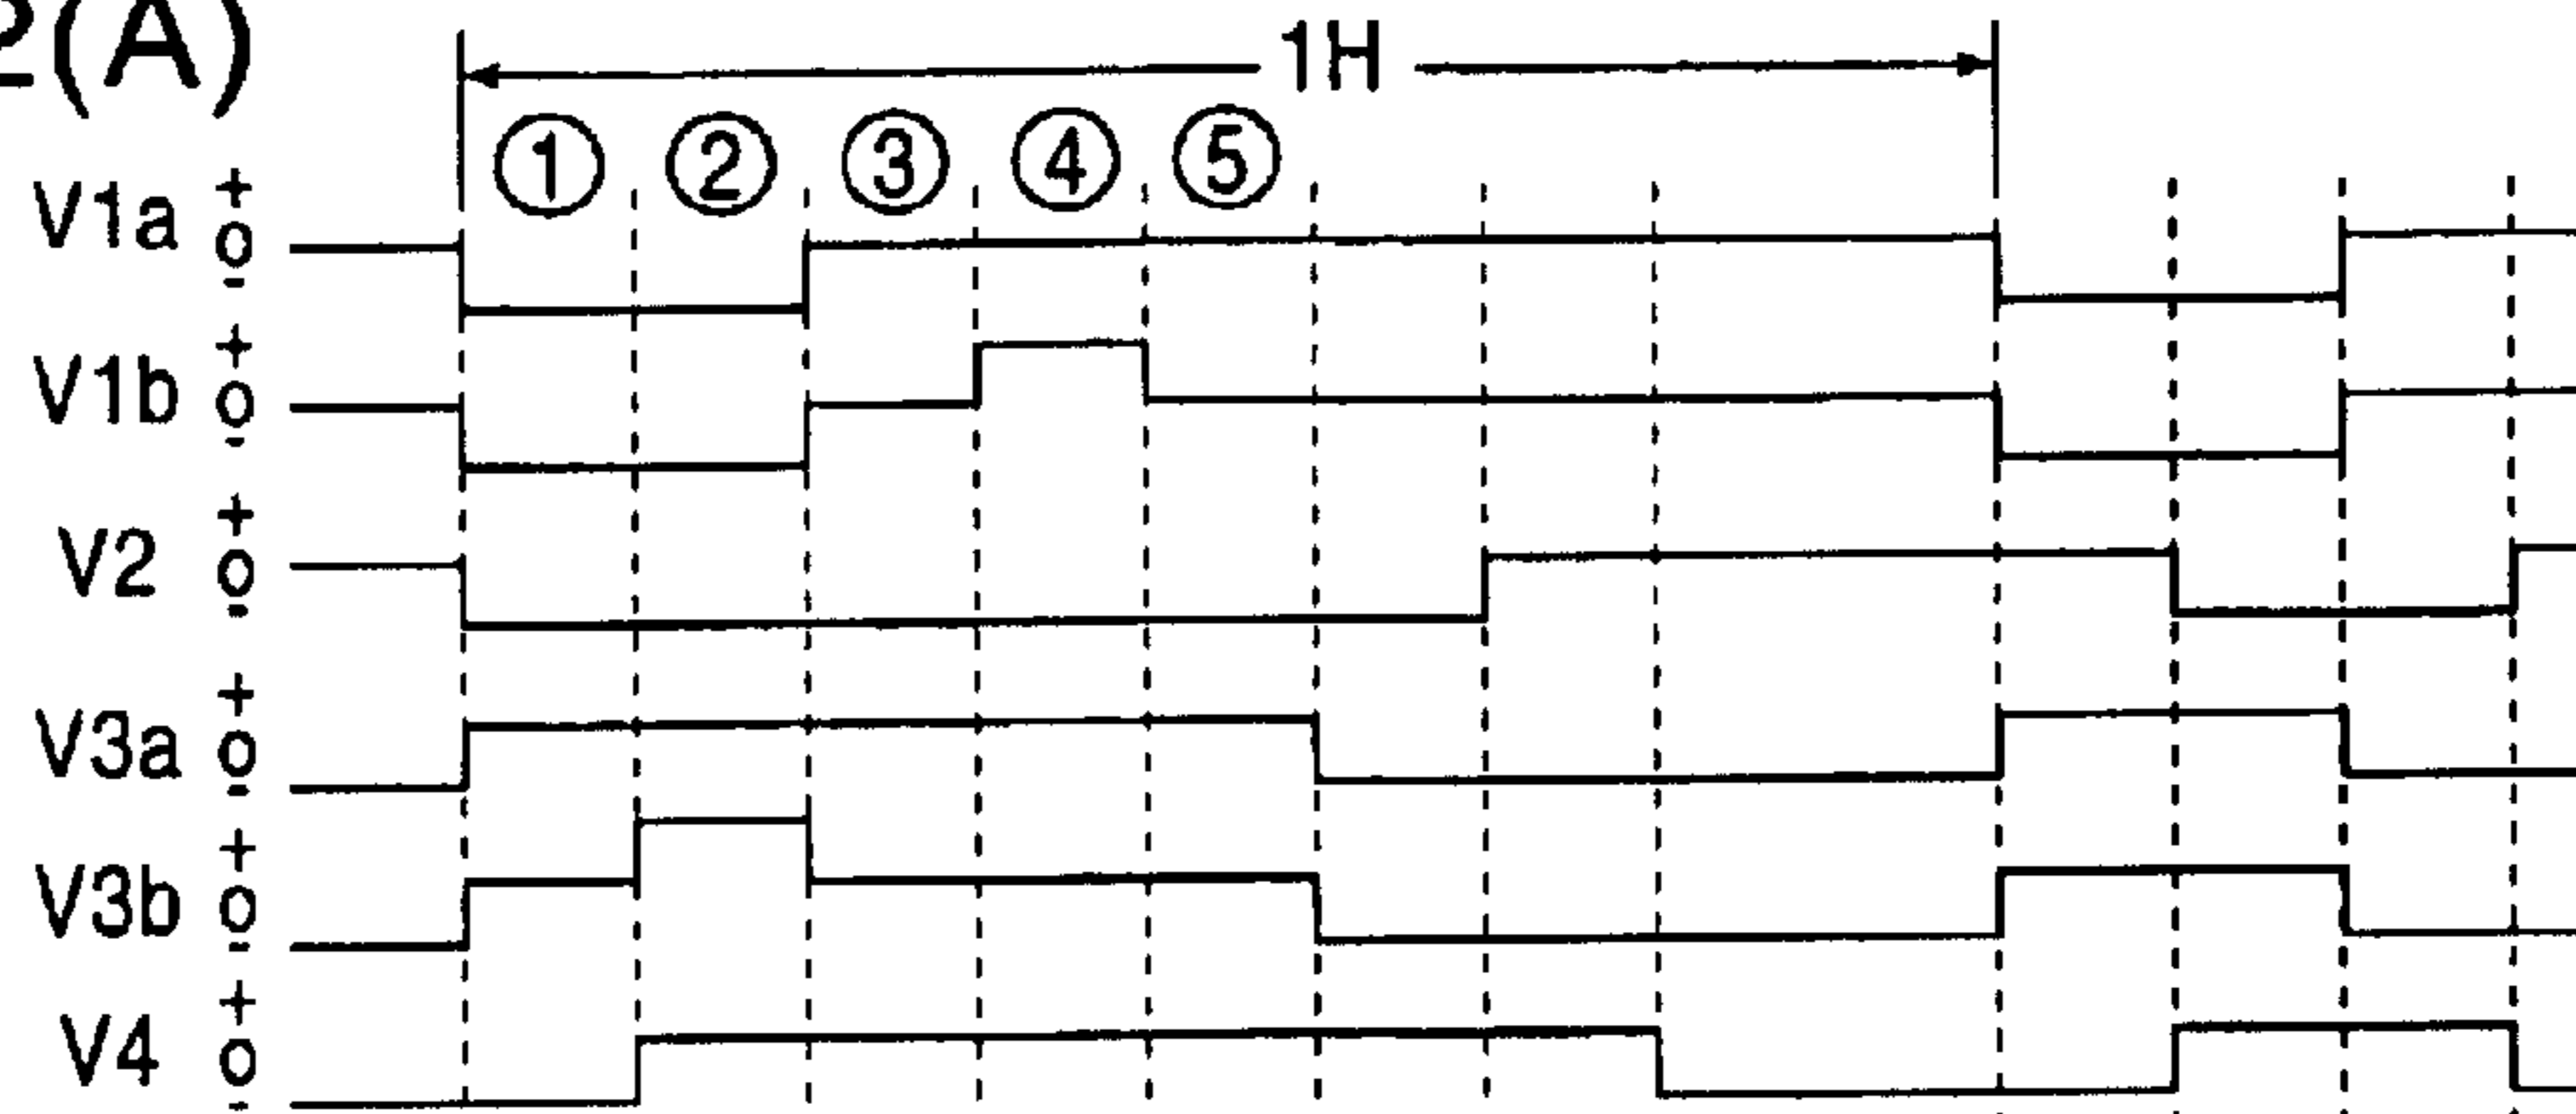 2(A)
1H
① ② ③ ④ ⑤
V1a + 0 -
V1b + 0 -
V2 + 0 -
V3a + 0 -
V3b + 0 -
V4 + 0 -